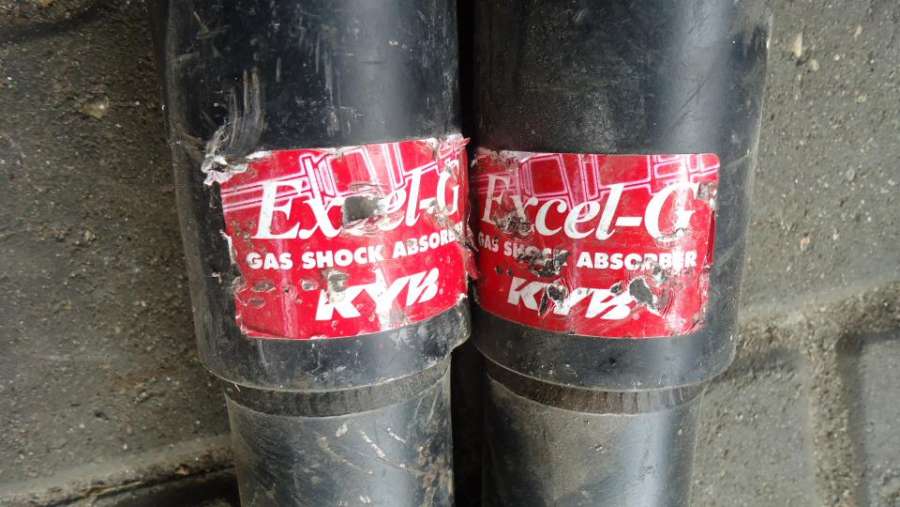 Excel-G
GAS SHOCK ABSORBER
KYB
Excel-G
GAS SHOCK ABSORBER
KYB